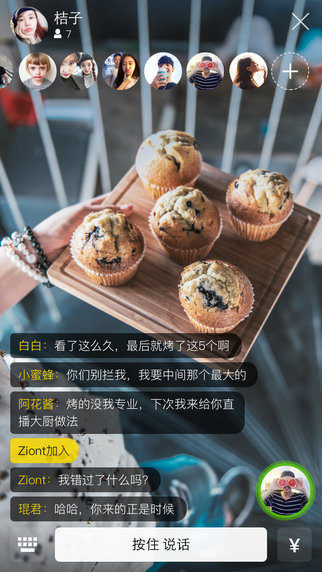 桔子
7
白白：看了这么久，最后就烤了这5个啊
小蜜蜂：你们别拦我，我要中间那个最大的
阿花酱：烤的没我专业，下次我来给你直
播大厨做法
Ziont加入
Ziont：我错过了什么吗？
琨君：哈哈，你来的正是时候
按住 说话
¥